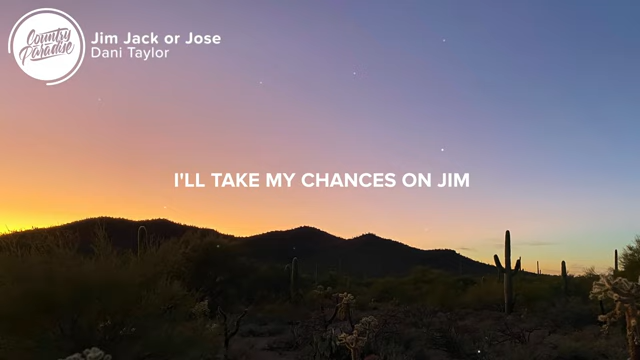 Country
Paradise
Jim Jack or Jose
Dani Taylor
I'LL TAKE MY CHANCES ON JIM